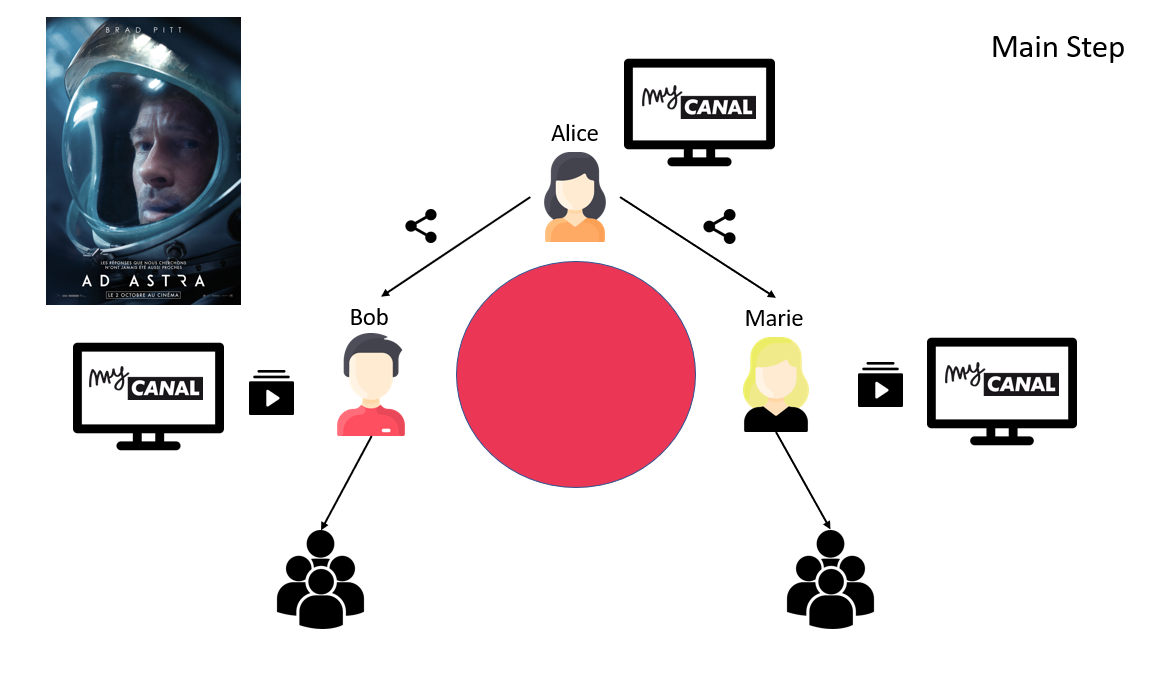 BRAD PITT
LES RÉPONSES QUE NOUS CHERCHONS
N'ONT JAMAIS ÉTÉ AUSSI PROCHES
AD ASTRA
LE 2 OCTOBRE AU CINÉMA
Main Step
my CANAL
Alice
Bob
Marie
my CANAL
my CANAL